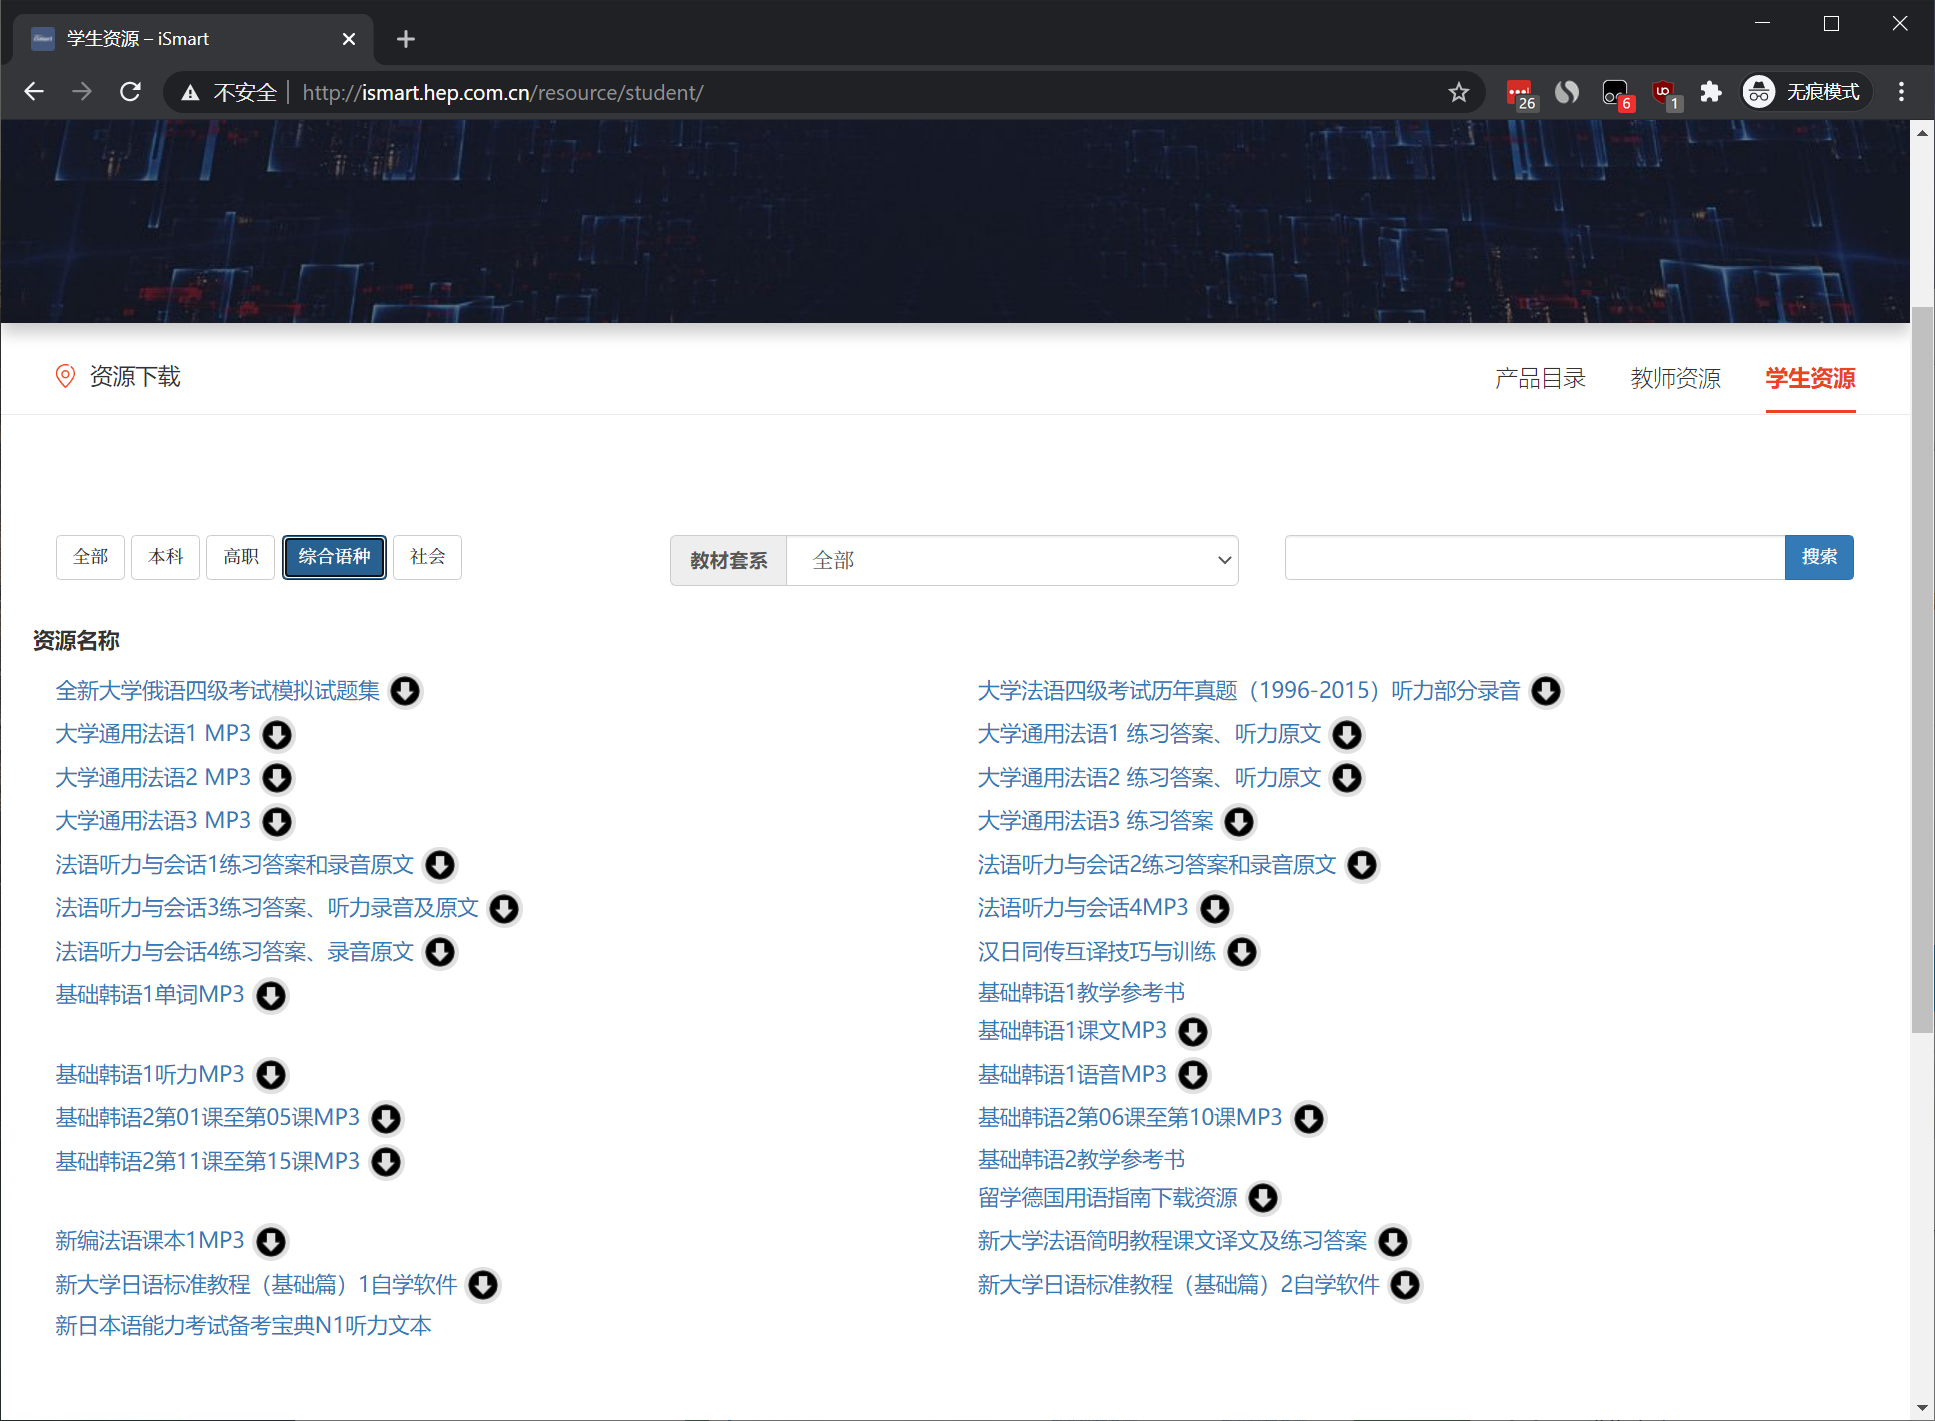 学生资源 – iSmart
不安全 http://ismart.hep.com.cn/resource/student/ 26 6 1 无痕模式
资源下载 产品目录 教师资源 学生资源
全部 本科 高职 综合语种 社会 教材套系 全部 搜索
资源名称
全新大学俄语四级考试模拟试题集 大学法语四级考试历年真题（1996-2015）听力部分录音
大学通用法语1 MP3 大学通用法语1 练习答案、听力原文
大学通用法语2 MP3 大学通用法语2 练习答案、听力原文
大学通用法语3 MP3 大学通用法语3 练习答案
法语听力与会话1练习答案和录音原文 法语听力与会话2练习答案和录音原文
法语听力与会话3练习答案、听力录音及原文 法语听力与会话4MP3
法语听力与会话4练习答案、录音原文 汉日同传互译技巧与训练
基础韩语1单词MP3 基础韩语1教学参考书
基础韩语1课文MP3
基础韩语1听力MP3 基础韩语1语音MP3
基础韩语2第01课至第05课MP3 基础韩语2第06课至第10课MP3
基础韩语2第11课至第15课MP3 基础韩语2教学参考书
留学德国用语指南下载资源
新编法语课本1MP3 新大学法语简明教程课文译文及练习答案
新大学日语标准教程（基础篇）1自学软件 新大学日语标准教程（基础篇）2自学软件
新日本语能力考试备考宝典N1听力文本